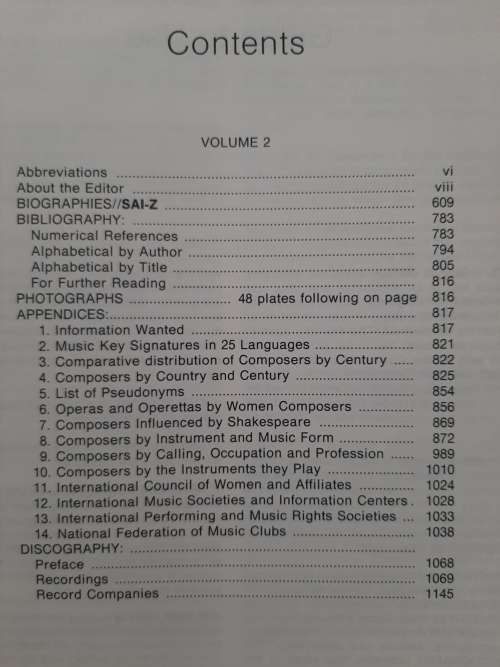 Contents
VOLUME 2
Abbreviations ........ vi
About the Editor ........ viii
BIOGRAPHIES//SAI-Z ........ 609
BIBLIOGRAPHY: ........ 783
Numerical References ........ 783
Alphabetical by Author ........ 794
Alphabetical by Title ........ 805
For Further Reading ........ 816
PHOTOGRAPHS ........ 48 plates following on page 816
APPENDICES:........ 817
1. Information Wanted ........ 817
2. Music Key Signatures in 25 Languages ........ 821
3. Comparative distribution of Composers by Century ..... 822
4. Composers by Country and Century ........ 825
5. List of Pseudonyms ........ 854
6. Operas and Operettas by Women Composers ........ 856
7. Composers Influenced by Shakespeare ........ 869
8. Composers by Instrument and Music Form ........ 872
9. Composers by Calling, Occupation and Profession ...... 989
10. Composers by the Instruments they Play ........ 1010
11. International Council of Women and Affiliates ........ 1024
12. International Music Societies and Information Centers . 1028
13. International Performing and Music Rights Societies ... 1033
14. National Federation of Music Clubs ........ 1038
DISCOGRAPHY: ........
Preface ........ 1068
Recordings ........ 1069
Record Companies ........ 1145